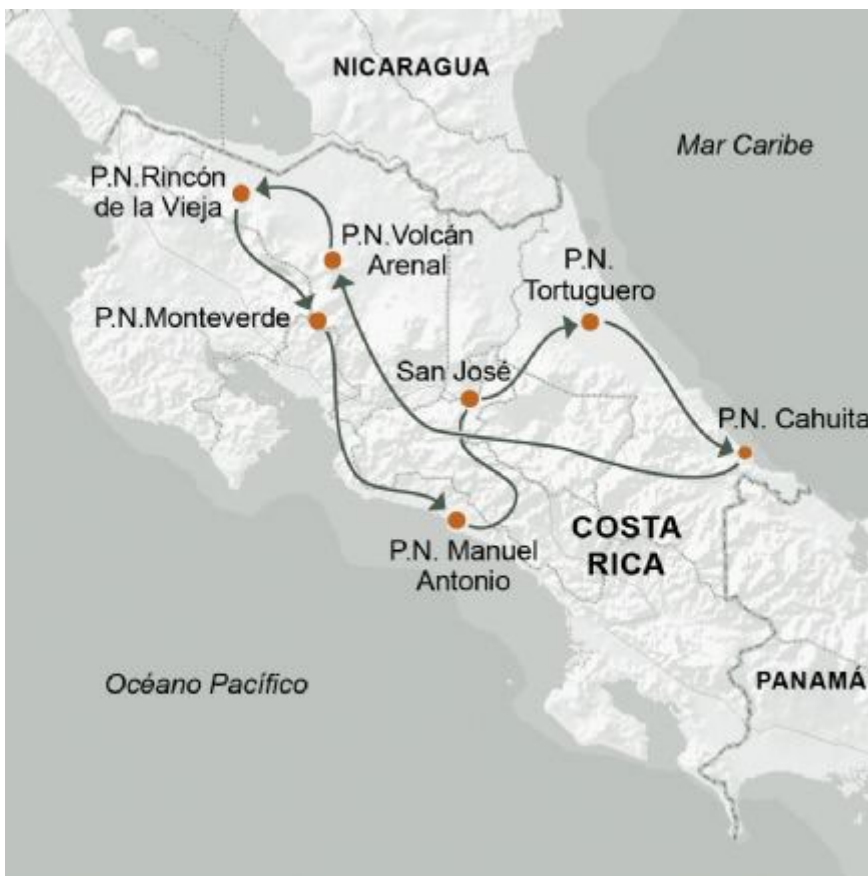 NICARAGUA
Mar Caribe
P.N.Rincón
de la Vieja
P.N.Volcán
Arenal
P.N.
Tortuguero
P.N.Monteverde
San José
P.N. Cahuita
COSTA
RICA
P.N. Manuel
Antonio
Océano Pacífico
PANAMÁ